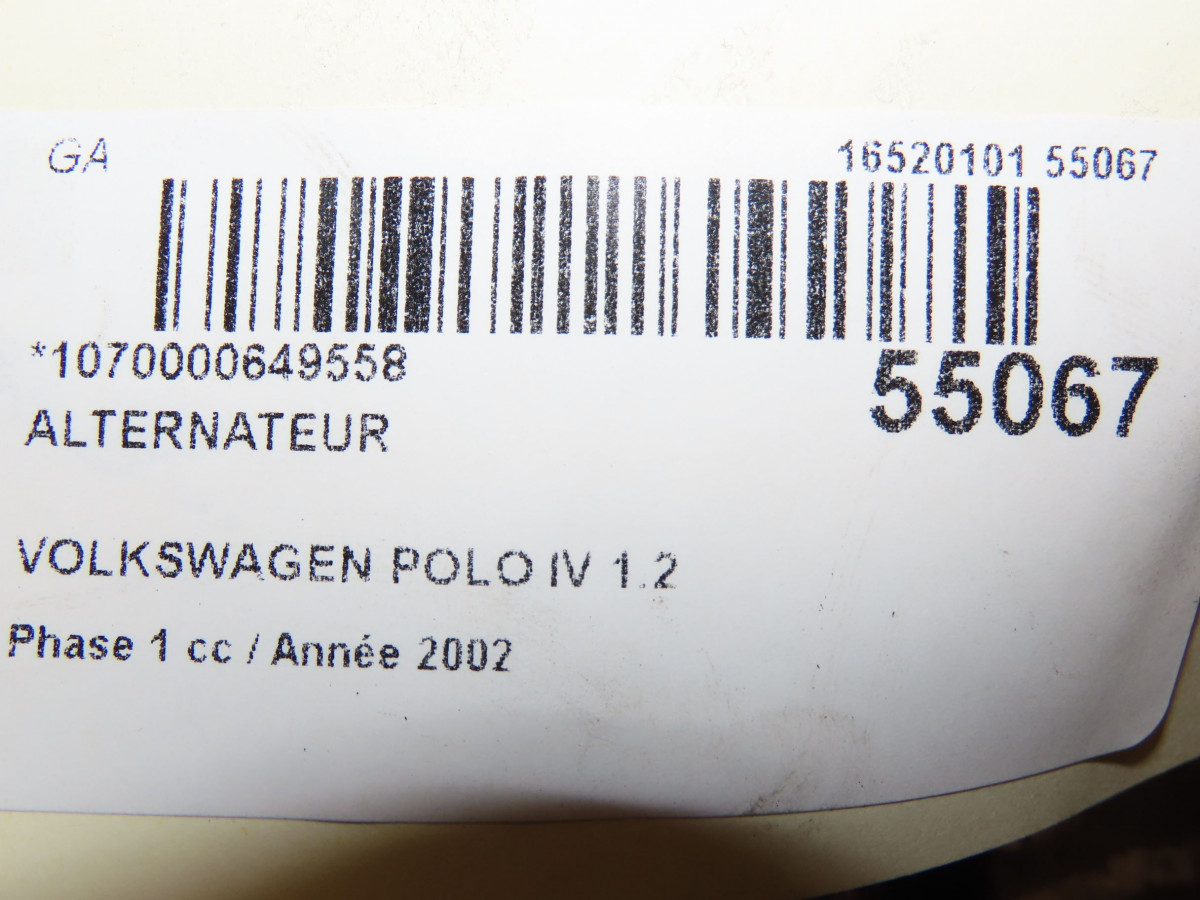 GA 16520101 55067
*1070000649558
55067
ALTERNATEUR
VOLKSWAGEN POLO IV 1.2
Phase 1 cc / Année 2002